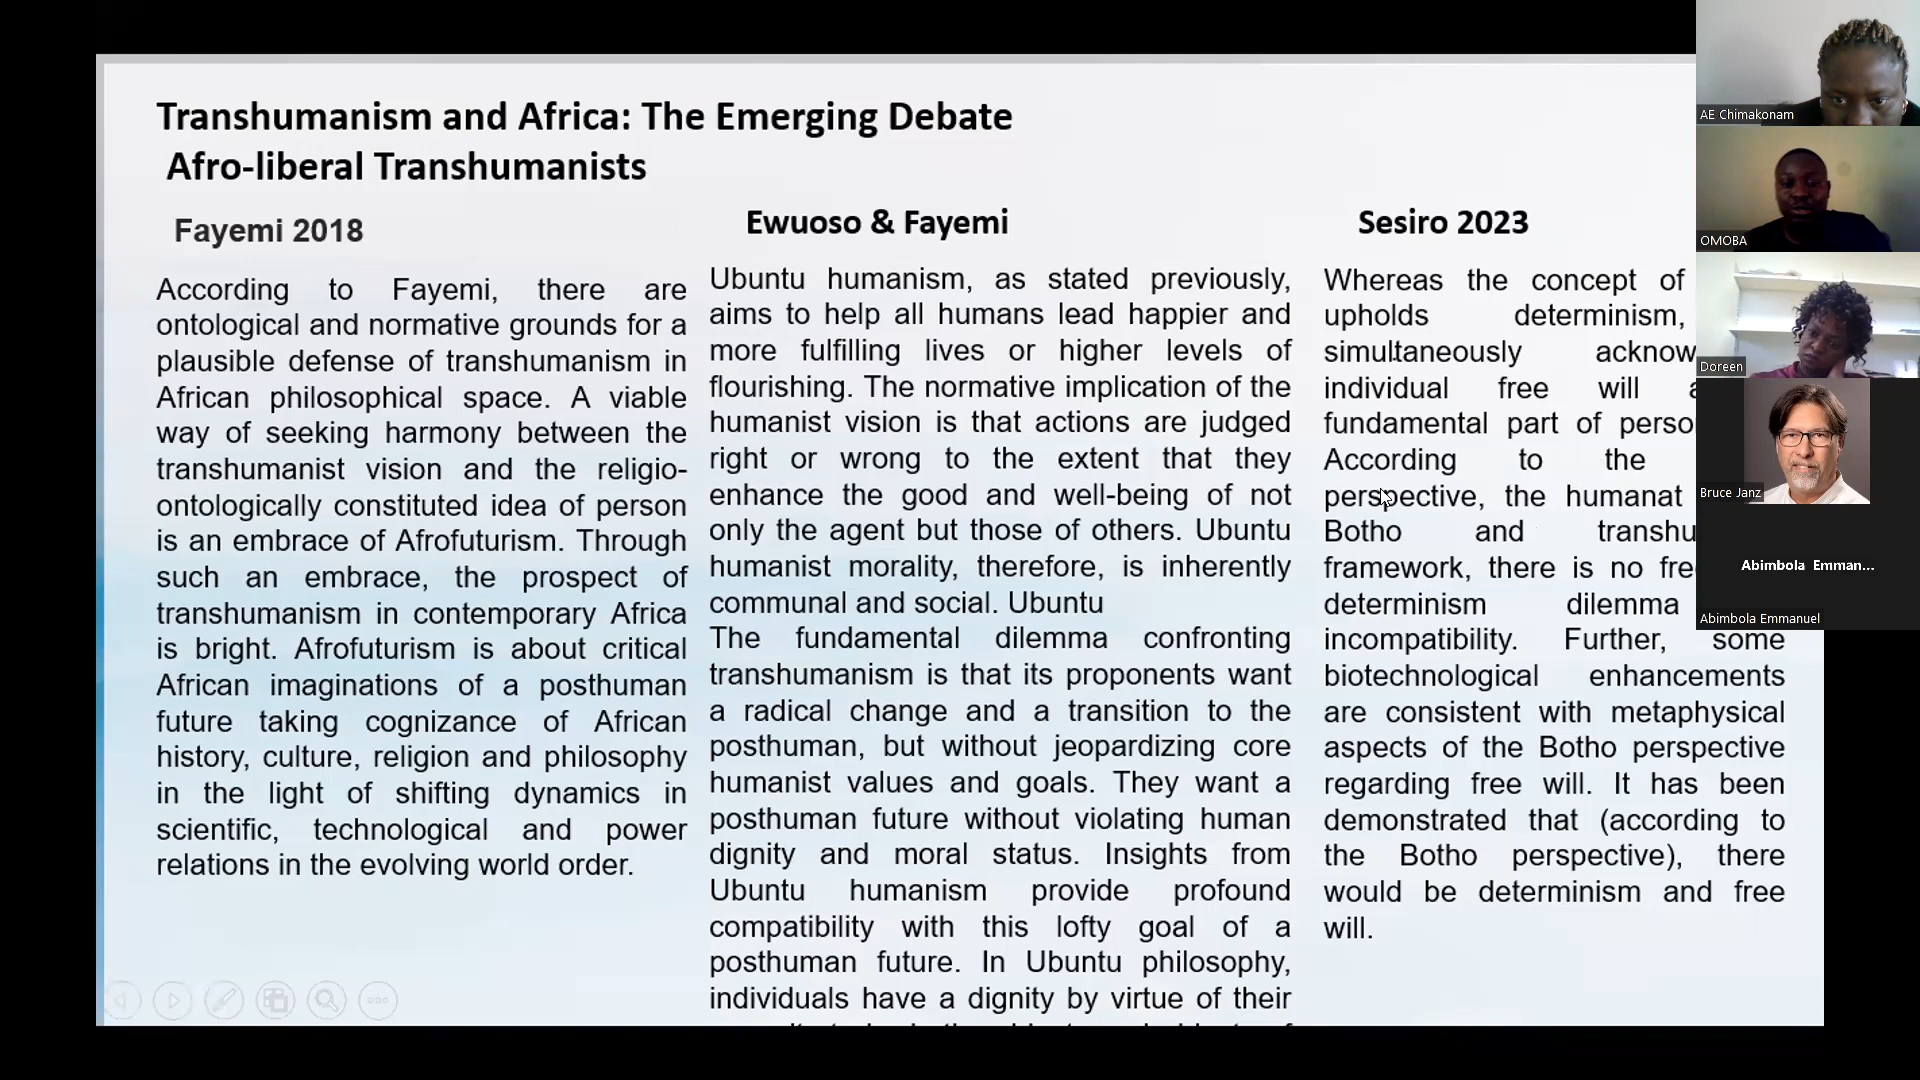 Transhumanism and Africa: The Emerging Debate
Afro-liberal Transhumanists
Fayemi 2018
According to Fayemi, there are
ontological and normative grounds for a
plausible defense of transhumanism in
African philosophical space. A viable
way of seeking harmony between the
transhumanist vision and the religio-
ontologically constituted idea of person
is an embrace of Afrofuturism. Through
such an embrace, the prospect of
transhumanism in contemporary Africa
is bright. Afrofuturism is about critical
African imaginations of a posthuman
future taking cognizance of African
history, culture, religion and philosophy
in the light of shifting dynamics in
scientific, technological and power
relations in the evolving world order.
Ewuoso & Fayemi
Ubuntu humanism, as stated previously,
aims to help all humans lead happier and
more fulfilling lives or higher levels of
flourishing. The normative implication of the
humanist vision is that actions are judged
right or wrong to the extent that they
enhance the good and well-being of not
only the agent but those of others. Ubuntu
humanist morality, therefore, is inherently
communal and social. Ubuntu
The fundamental dilemma confronting
transhumanism is that its proponents want
a radical change and a transition to the
posthuman, but without jeopardizing core
humanist values and goals. They want a
posthuman future without violating human
dignity and moral status. Insights from
Ubuntu humanism provide profound
compatibility with this lofty goal of a
posthuman future. In Ubuntu philosophy,
individuals have a dignity by virtue of their
Sesiro 2023
Whereas the concept of
upholds determinism,
simultaneously acknow
individual free will a
fundamental part of perso
According to the
perspective, the humanat
Botho and transhu
framework, there is no fre
determinism dilemma
incompatibility. Further, some
biotechnological enhancements
are consistent with metaphysical
aspects of the Botho perspective
regarding free will. It has been
demonstrated that (according to
the Botho perspective), there
would be determinism and free
will.
AE Chimakonam
OMOBA
Doreen
Bruce Janz
Abimbola Emman...
Abimbola Emmanuel